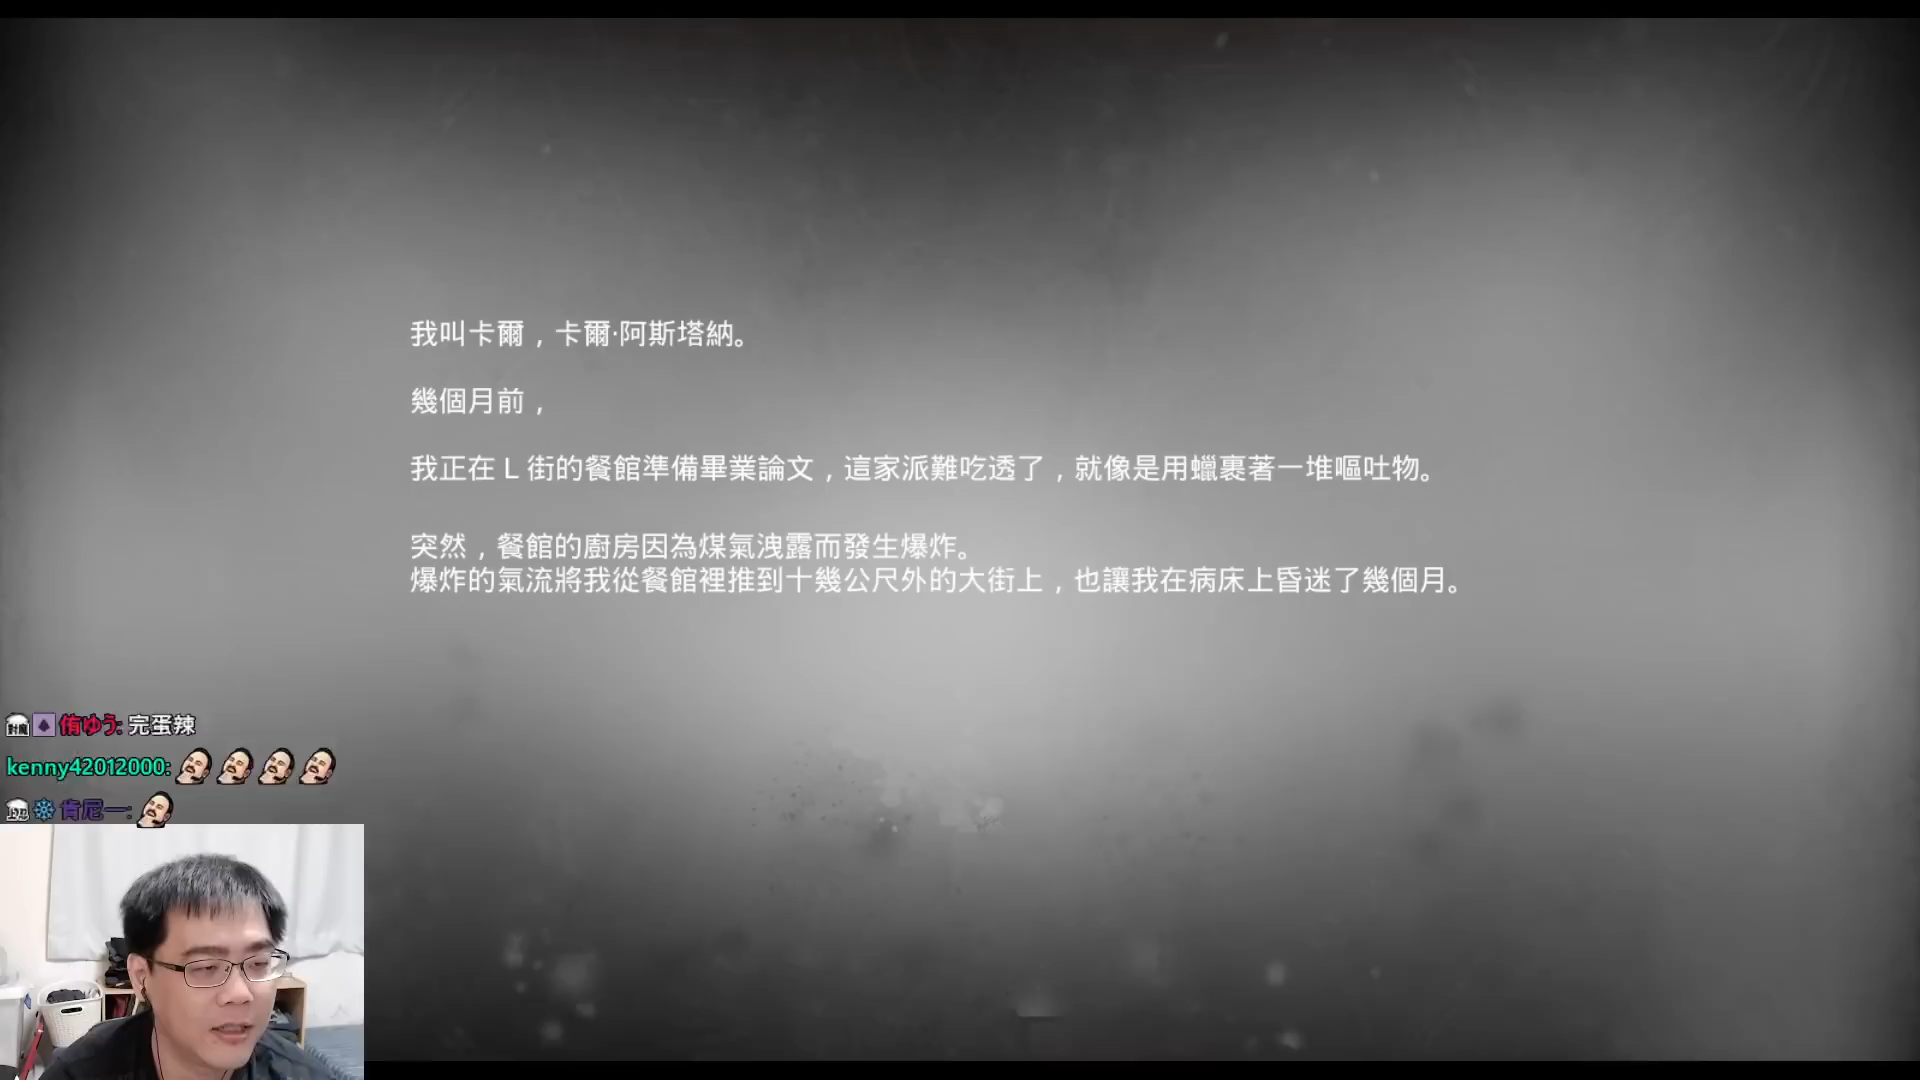 我叫卡爾，卡爾·阿斯塔納。
幾個月前，
我正在 L 街的餐館準備畢業論文，這家派難吃透了，就像是用蠟裹著一堆嘔吐物。
突然，餐館的廚房因為煤氣洩露而發生爆炸。
爆炸的氣流將我從餐館裡推到十幾公尺外的大街上，也讓我在病床上昏迷了幾個月。
侑ゆう: 完蛋辣
kenny42012000:
肯尼一: